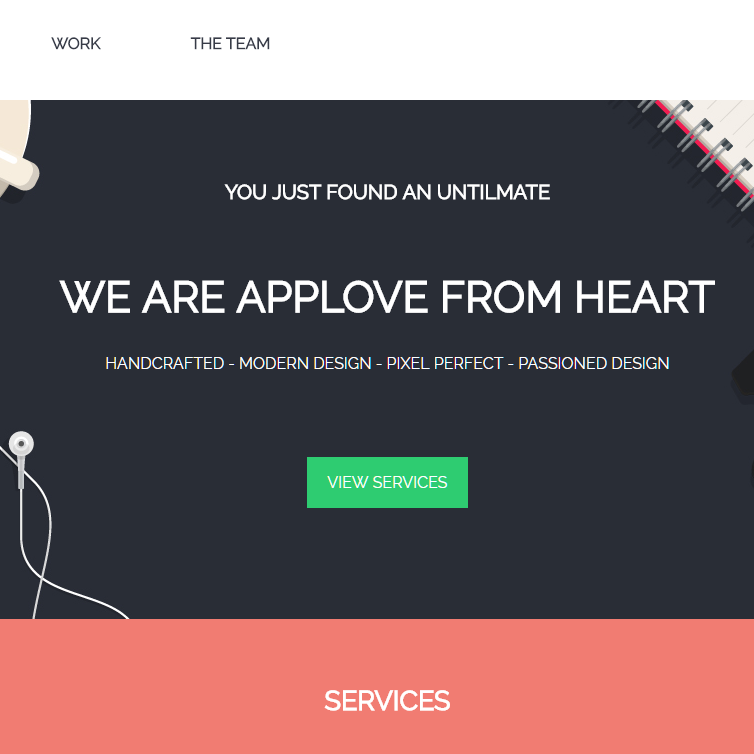 WORK THE TEAM
YOU JUST FOUND AN UNTILMATE
WE ARE APPLOVE FROM HEART
HANDCRAFTED - MODERN DESIGN - PIXEL PERFECT - PASSIONED DESIGN
VIEW SERVICES
SERVICES